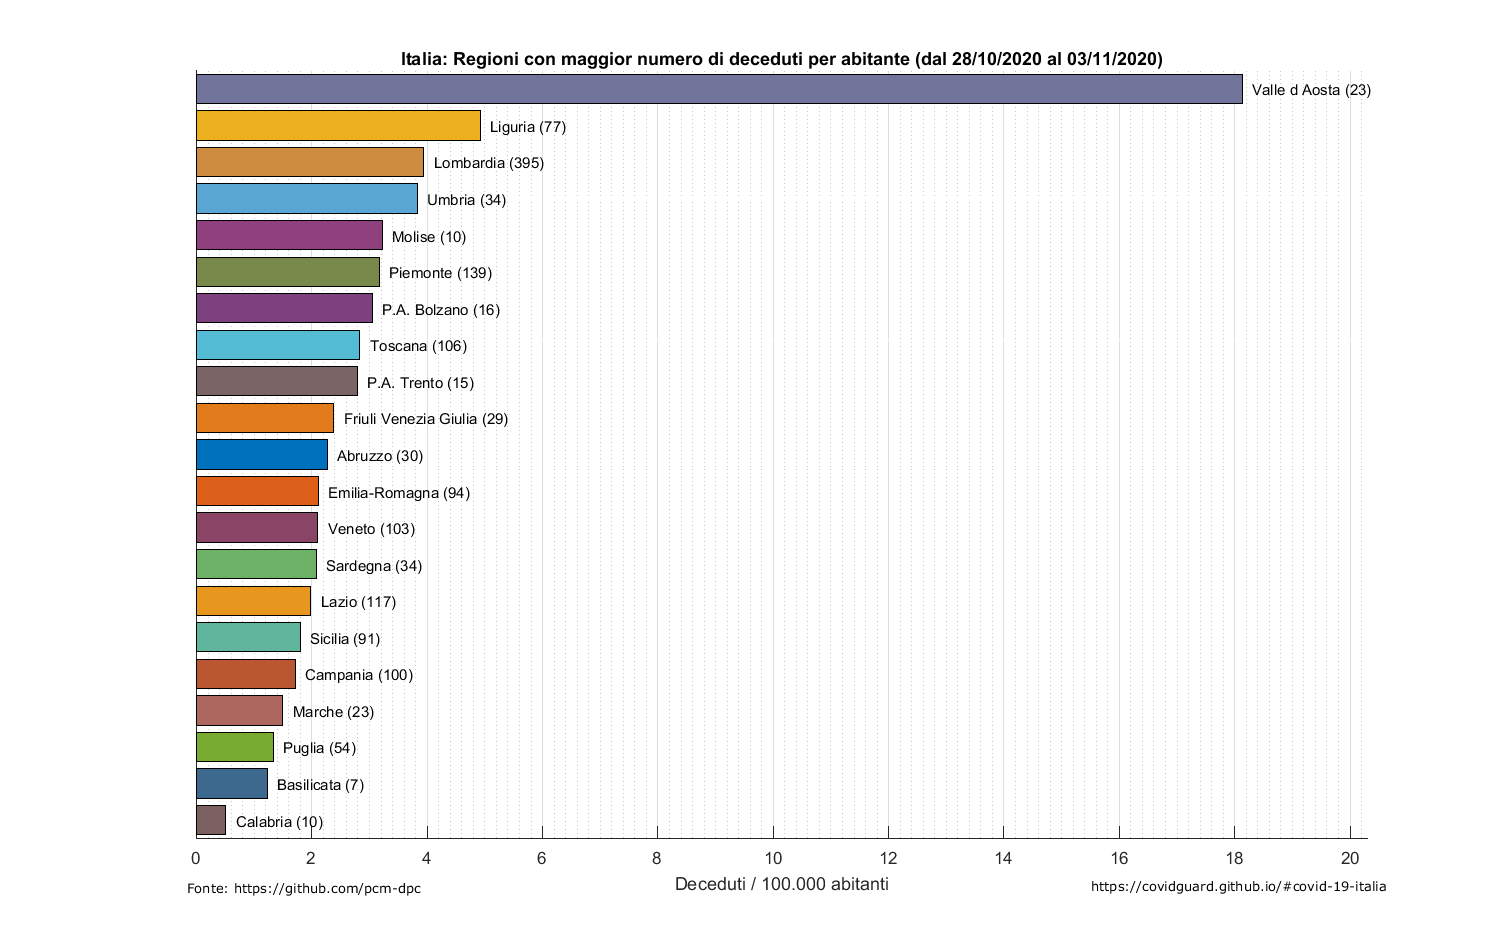 Italia: Regioni con maggior numero di deceduti per abitante (dal 28/10/2020 al 03/11/2020)
Valle d Aosta (23)
Liguria (77)
Lombardia (395)
Umbria (34)
Molise (10)
Piemonte (139)
P.A. Bolzano (16)
Toscana (106)
P.A. Trento (15)
Friuli Venezia Giulia (29)
Abruzzo (30)
Emilia-Romagna (94)
Veneto (103)
Sardegna (34)
Lazio (117)
Sicilia (91)
Campania (100)
Marche (23)
Puglia (54)
Basilicata (7)
Calabria (10)
0 2 4 6 8 10 12 14 16 18 20
Deceduti / 100.000 abitanti
Fonte: https://github.com/pcm-dpc
https://covidguard.github.io/#covid-19-italia